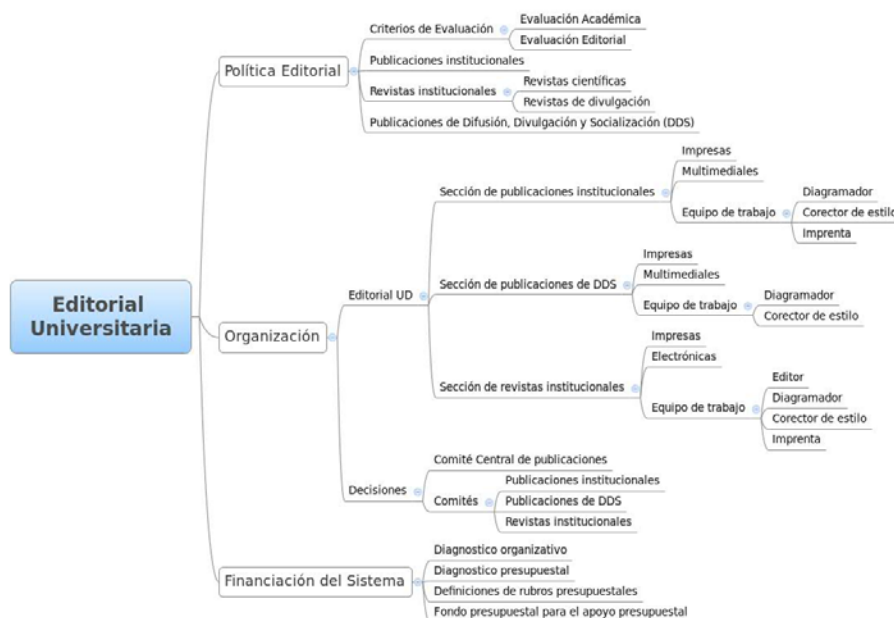 Editorial
Universitaria
Política Editorial
Criterios de Evaluación
Evaluación Académica
Evaluación Editorial
Publicaciones institucionales
Revistas institucionales
Revistas científicas
Revistas de divulgación
Publicaciones de Difusión, Divulgación y Socialización (DDS)
Organización
Editorial UD
Sección de publicaciones institucionales
Impresas
Multimediales
Equipo de trabajo
Diagramador
Corector de estilo
Imprenta
Sección de publicaciones de DDS
Impresas
Multimediales
Equipo de trabajo
Diagramador
Corector de estilo
Sección de revistas institucionales
Impresas
Electrónicas
Equipo de trabajo
Editor
Diagramador
Corector de estilo
Imprenta
Decisiones
Comité Central de publicaciones
Comités
Publicaciones institucionales
Publicaciones de DDS
Revistas institucionales
Financiación del Sistema
Diagnostico organizativo
Diagnostico presupuestal
Definiciones de rubros presupuestales
Fondo presupuestal para el apoyo presupuestal